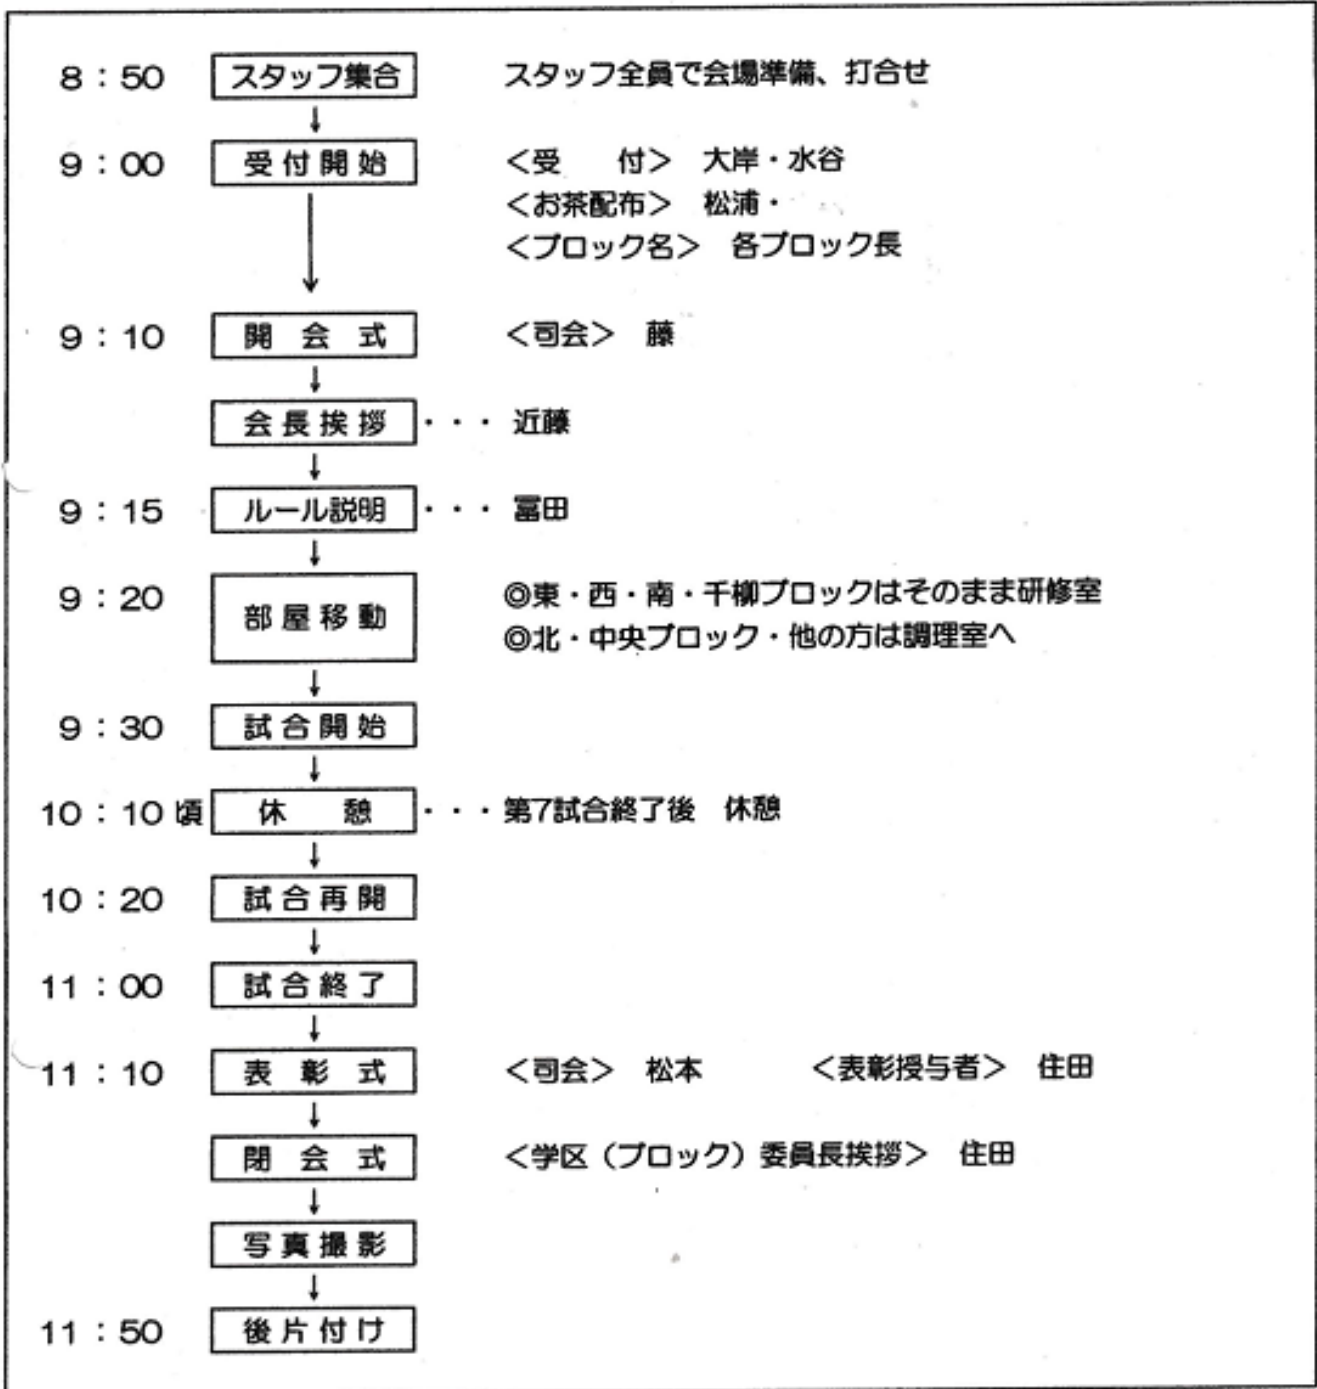 8：50 スタッフ集合 スタッフ全員で会場準備、打合せ
↓
9：00 受付開始 ＜受　　付＞　大岸・水谷
＜お茶配布＞　松浦・
＜ブロック名＞　各ブロック長
↓
9：10 開　会　式 ＜司会＞　藤
↓
会長挨拶 ・・・ 近藤
↓
9：15 ルール説明 ・・・ 冨田
↓
9：20 部屋移動 ◎東・西・南・千柳ブロックはそのまま研修室
◎北・中央ブロック・他の方は調理室へ
↓
9：30 試合開始
↓
10：10頃 休　　憩 ・・・第7試合終了後　休憩
↓
10：20 試合再開
↓
11：00 試合終了
↓
11：10 表　彰　式 ＜司会＞　松本　　　＜表彰授与者＞　住田
↓
閉　会　式 ＜学区（ブロック）委員長挨拶＞　住田
↓
写真撮影
↓
11：50 後片付け